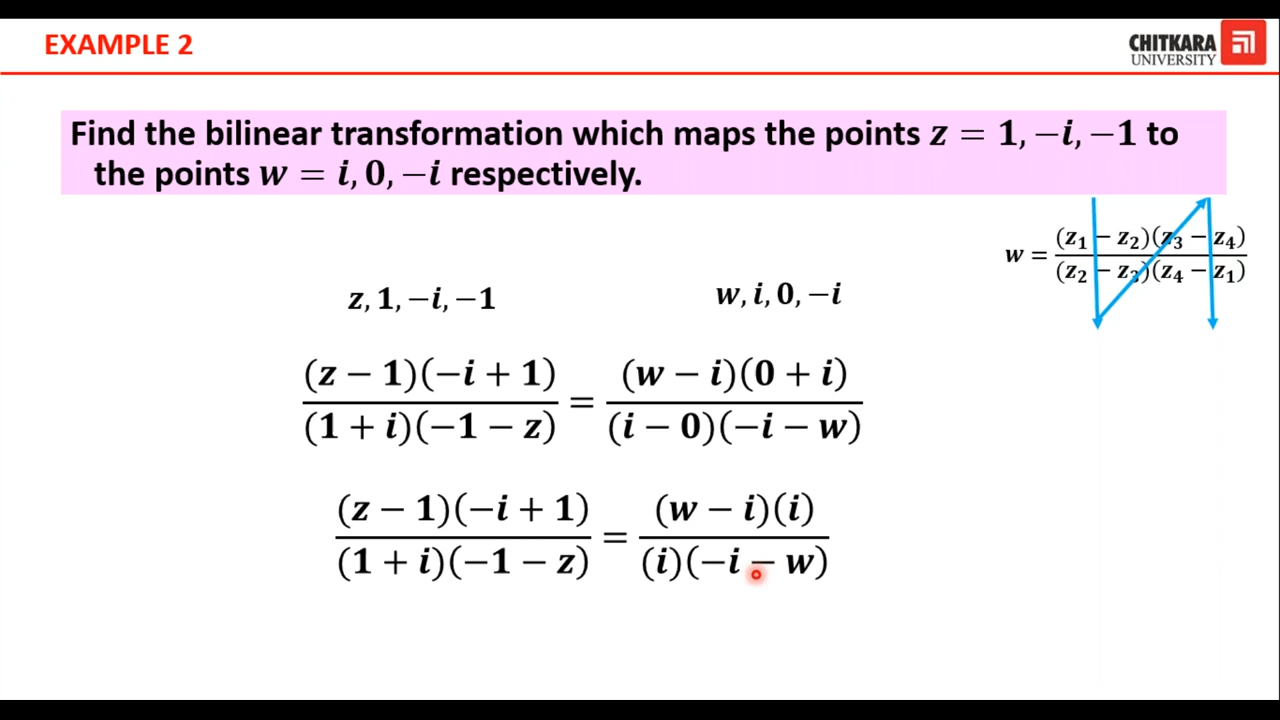 EXAMPLE 2
CHITKARA
UNIVERSITY
Find the bilinear transformation which maps the points z = 1, −i, −1 to
the points w = i, 0, −i respectively.
w = (z₁ − z₂)(z₃ − z₄) / (z₂ − z₃)(z₄ − z₁)
z, 1, −i, −1
w, i, 0, −i
(z − 1)(−i + 1) / (1 + i)(−1 − z) = (w − i)(0 + i) / (i − 0)(−i − w)
(z − 1)(−i + 1) / (1 + i)(−1 − z) = (w − i)(i) / (i)(−i − w)